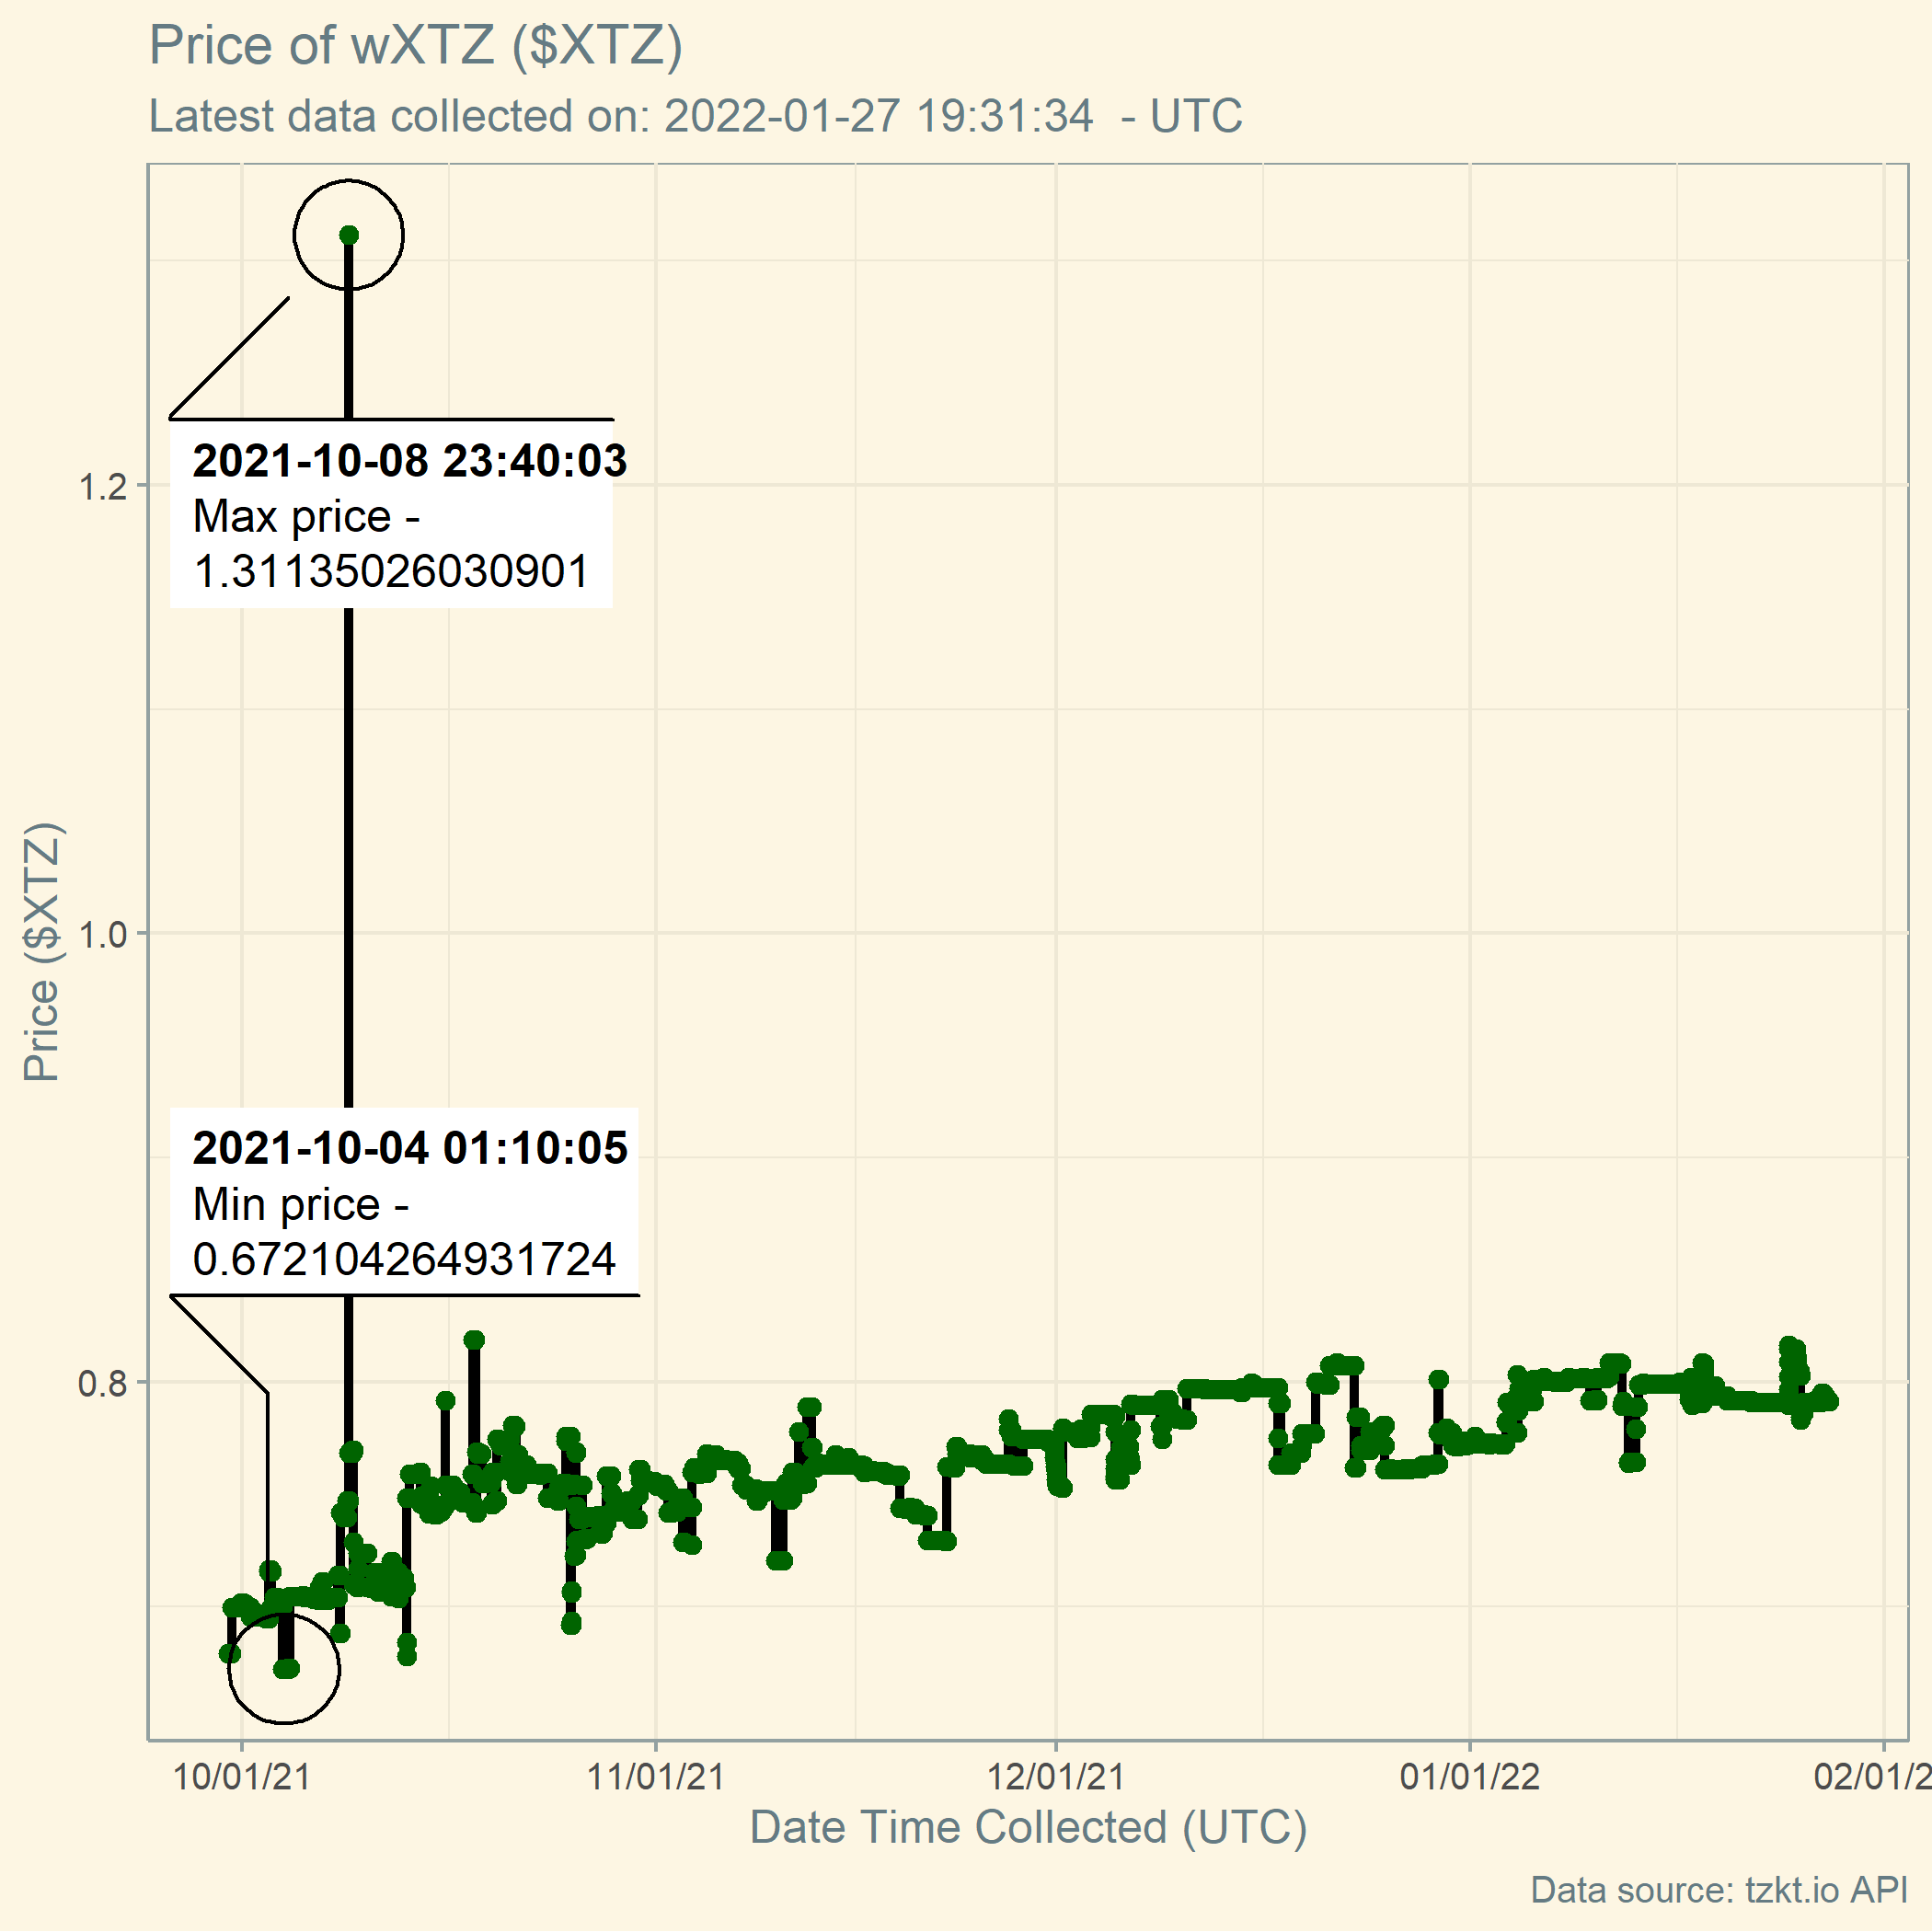 Price of wXTZ ($XTZ)
Latest data collected on: 2022-01-27 19:31:34 - UTC
2021-10-08 23:40:03
Max price -
1.31135026030901
1.2
Price ($XTZ)
1.0
2021-10-04 01:10:05
Min price -
0.672104264931724
0.8
10/01/21 11/01/21 12/01/21 01/01/22 02/01/2
Date Time Collected (UTC)
Data source: tzkt.io API